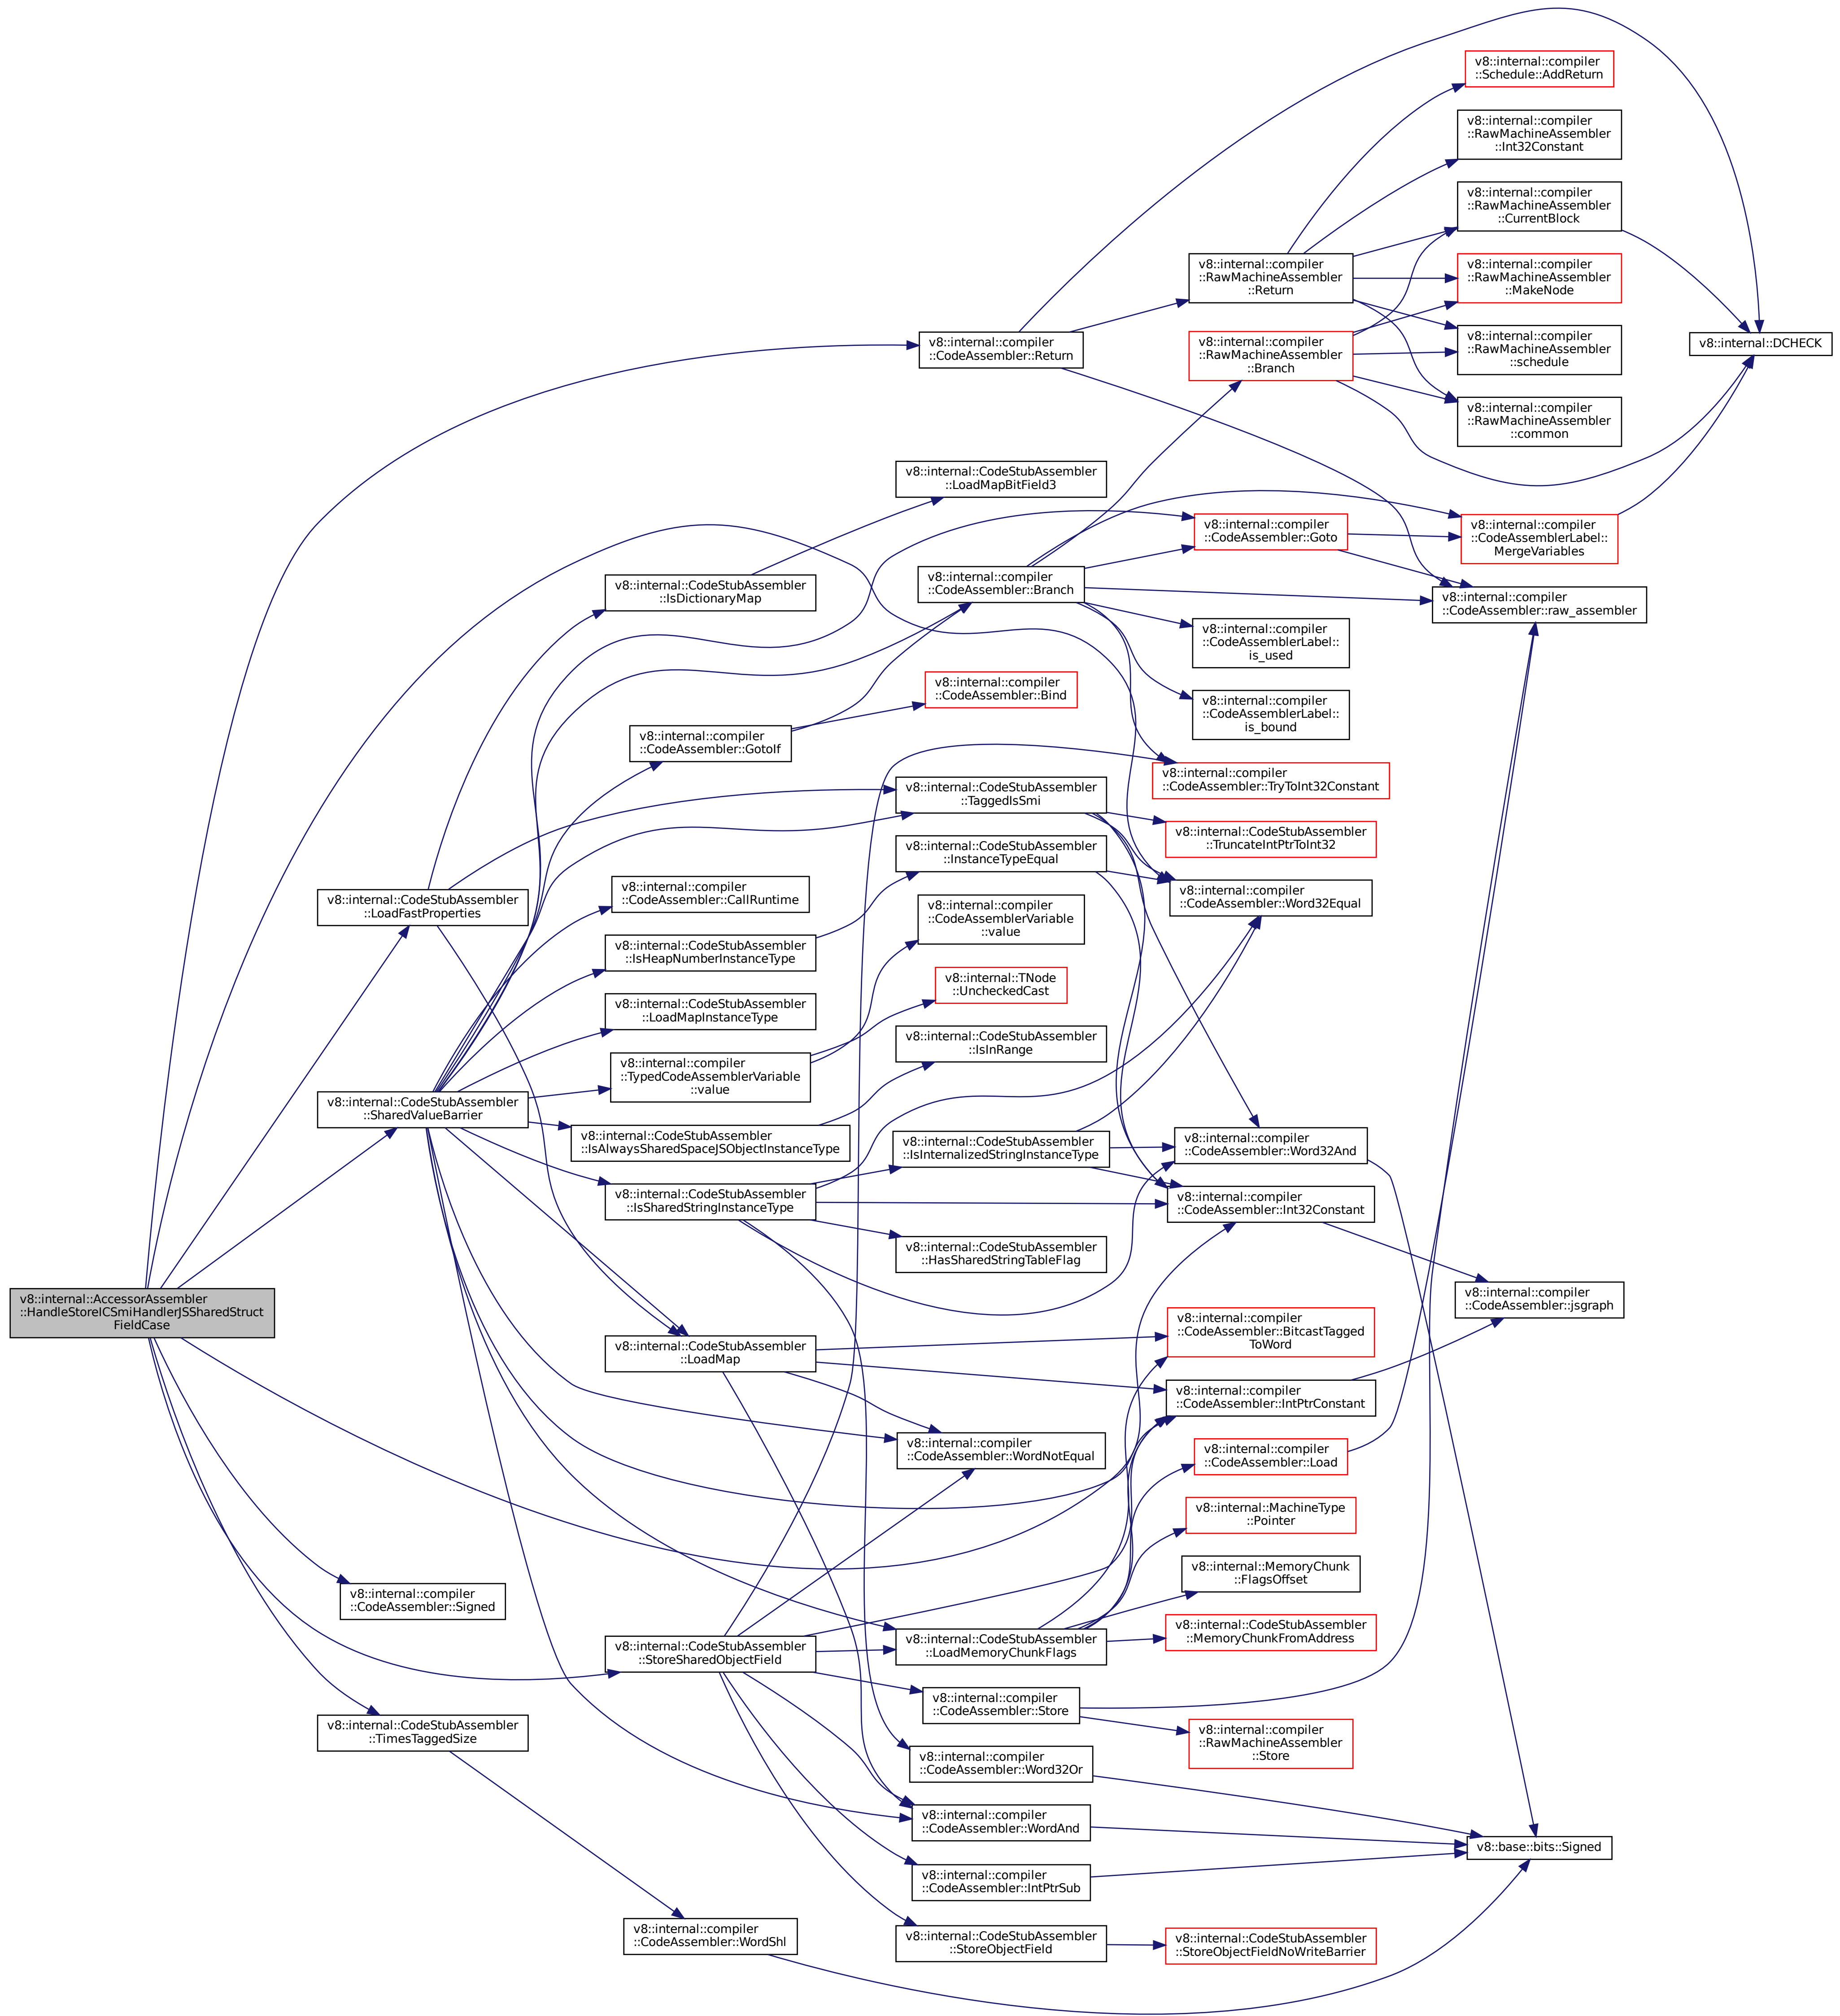 v8::internal::compiler
::Schedule::AddReturn
v8::internal::compiler
::RawMachineAssembler
::Int32Constant
v8::internal::compiler
::RawMachineAssembler
::CurrentBlock
v8::internal::compiler
::RawMachineAssembler
::Return
v8::internal::compiler
::RawMachineAssembler
::MakeNode
v8::internal::compiler
::CodeAssembler::Return
v8::internal::compiler
::RawMachineAssembler
::Branch
v8::internal::compiler
::RawMachineAssembler
::schedule
v8::internal::DCHECK
v8::internal::compiler
::RawMachineAssembler
::common
v8::internal::CodeStubAssembler
::LoadMapBitField3
v8::internal::compiler
::CodeAssembler::Goto
v8::internal::compiler
::CodeAssemblerLabel::
MergeVariables
v8::internal::CodeStubAssembler
::IsDictionaryMap
v8::internal::compiler
::CodeAssembler::Branch
v8::internal::compiler
::CodeAssembler::raw_assembler
v8::internal::compiler
::CodeAssemblerLabel::
is_used
v8::internal::compiler
::CodeAssembler::Bind
v8::internal::compiler
::CodeAssemblerLabel::
is_bound
v8::internal::compiler
::CodeAssembler::GotoIf
v8::internal::compiler
::CodeAssembler::TryToInt32Constant
v8::internal::CodeStubAssembler
::TaggedIsSmi
v8::internal::CodeStubAssembler
::TruncateIntPtrToInt32
v8::internal::CodeStubAssembler
::InstanceTypeEqual
v8::internal::CodeStubAssembler
::LoadFastProperties
v8::internal::compiler
::CodeAssembler::CallRuntime
v8::internal::compiler
::CodeAssembler::Word32Equal
v8::internal::compiler
::CodeAssemblerVariable
::value
v8::internal::CodeStubAssembler
::IsHeapNumberInstanceType
v8::internal::TNode
::UncheckedCast
v8::internal::CodeStubAssembler
::LoadMapInstanceType
v8::internal::CodeStubAssembler
::IsInRange
v8::internal::compiler
::TypedCodeAssemblerVariable
::value
v8::internal::CodeStubAssembler
::SharedValueBarrier
v8::internal::CodeStubAssembler
::IsAlwaysSharedSpaceJSObjectInstanceType
v8::internal::CodeStubAssembler
::IsInternalizedStringInstanceType
v8::internal::compiler
::CodeAssembler::Word32And
v8::internal::CodeStubAssembler
::IsSharedStringInstanceType
v8::internal::compiler
::CodeAssembler::Int32Constant
v8::internal::CodeStubAssembler
::HasSharedStringTableFlag
v8::internal::compiler
::CodeAssembler::jsgraph
v8::internal::AccessorAssembler
::HandleStoreICSmiHandlerJSSharedStruct
FieldCase
v8::internal::CodeStubAssembler
::LoadMap
v8::internal::compiler
::CodeAssembler::BitcastTagged
ToWord
v8::internal::compiler
::CodeAssembler::IntPtrConstant
v8::internal::compiler
::CodeAssembler::WordNotEqual
v8::internal::compiler
::CodeAssembler::Load
v8::internal::MachineType
::Pointer
v8::internal::MemoryChunk
::FlagsOffset
v8::internal::compiler
::CodeAssembler::Signed
v8::internal::CodeStubAssembler
::StoreSharedObjectField
v8::internal::CodeStubAssembler
::LoadMemoryChunkFlags
v8::internal::CodeStubAssembler
::MemoryChunkFromAddress
v8::internal::compiler
::CodeAssembler::Store
v8::internal::CodeStubAssembler
::TimesTaggedSize
v8::internal::compiler
::RawMachineAssembler
::Store
v8::internal::compiler
::CodeAssembler::Word32Or
v8::internal::compiler
::CodeAssembler::WordAnd
v8::base::bits::Signed
v8::internal::compiler
::CodeAssembler::IntPtrSub
v8::internal::compiler
::CodeAssembler::WordShl
v8::internal::CodeStubAssembler
::StoreObjectField
v8::internal::CodeStubAssembler
::StoreObjectFieldNoWriteBarrier